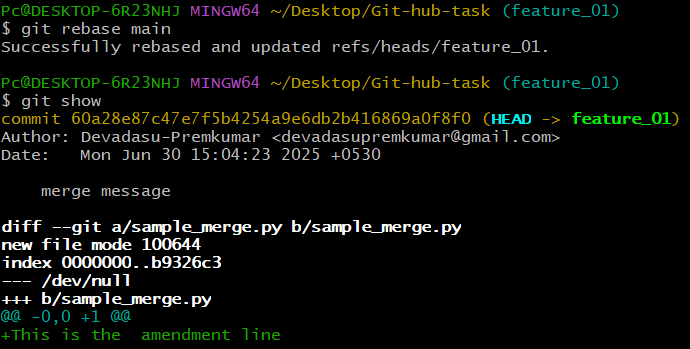 Pc@DESKTOP-6R23NHJ MINGW64 ~/Desktop/Git-hub-task (feature_01)
$ git rebase main
Successfully rebased and updated refs/heads/feature_01.
Pc@DESKTOP-6R23NHJ MINGW64 ~/Desktop/Git-hub-task (feature_01)
$ git show
commit 60a28e87c47e7f5b4254a9e6db2b416869a0f8f0 (HEAD -> feature_01)
Author: Devadasu-Premkumar <devadasupremkumar@gmail.com>
Date:   Mon Jun 30 15:04:23 2025 +0530
    merge message
diff --git a/sample_merge.py b/sample_merge.py
new file mode 100644
index 0000000..b9326c3
--- /dev/null
+++ b/sample_merge.py
@@ -0,0 +1 @@
+This is the  amendment line